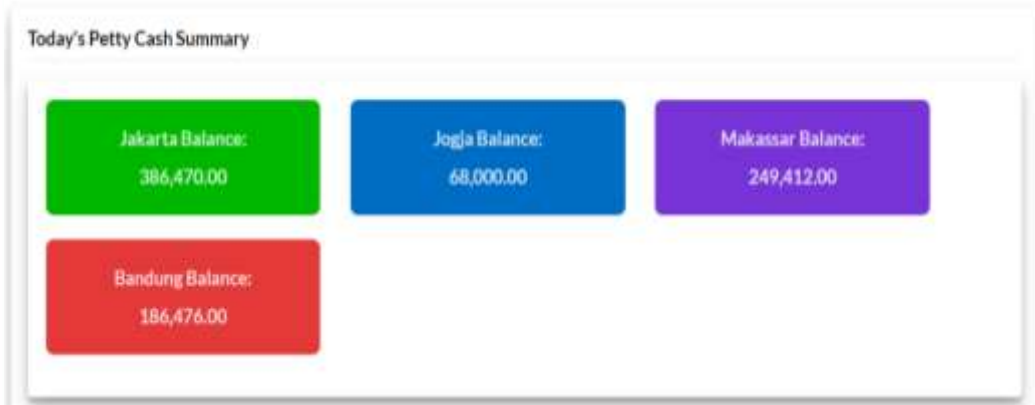 Today's Petty Cash Summary
Jakarta Balance:
386,470.00
Jogja Balance:
68,000.00
Makassar Balance:
249,412.00
Bandung Balance:
186,476.00